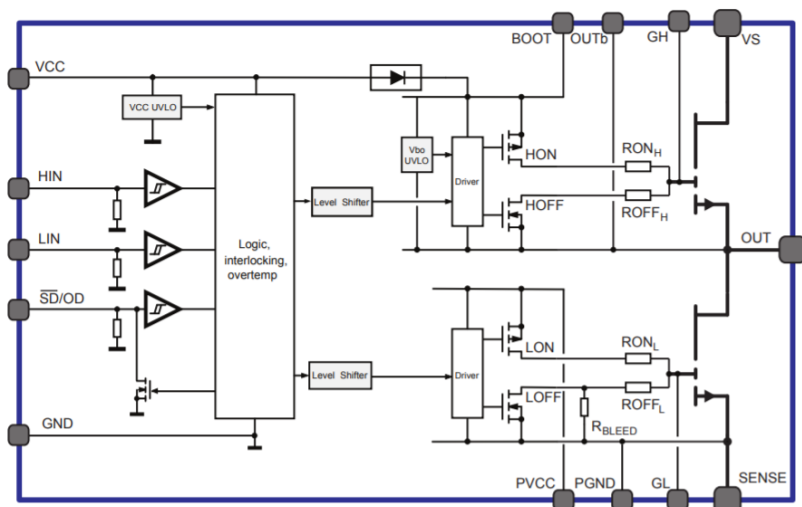 BOOT
OUTb
GH
VS
VCC
VCC UVLO
Vbo
UVLO
HON
RONH
HIN
Driver
Level Shifter
HOFF
ROFFH
LIN
Logic,
interlocking,
overtemp
OUT
SD/OD
LON
RONL
Level Shifter
Driver
LOFF
ROFFL
RBLEED
GND
PVCC
PGND
GL
SENSE